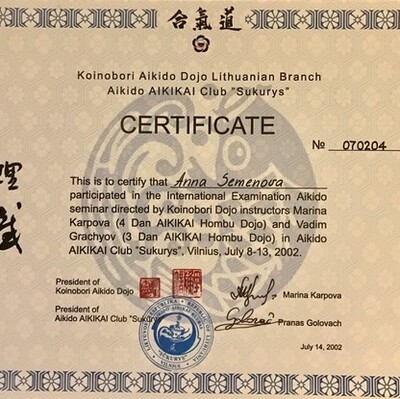 合氣道
Koinobori Aikido Dojo Lithuanian Branch
Aikido AIKIKAI Club "Sukurys"
CERTIFICATE
№ 070204
This is to certify that Anna Semenova
participated in the International Examination Aikido
seminar directed by Koinobori Dojo instructors Marina
Karpova (4 Dan AIKIKAI Hombu Dojo) and Vadim
Grachyov (3 Dan AIKIKAI Hombu Dojo) in Aikido
AIKIKAI Club "Sukurys", Vilnius, July 8-13, 2002.
President of
Koinobori Aikido Dojo
Marina Karpova
President of
Aikido AIKIKAI Club "Sukurys"
Pranas Golovach
"SUKURYS"
VILNIUS
July 14, 2002